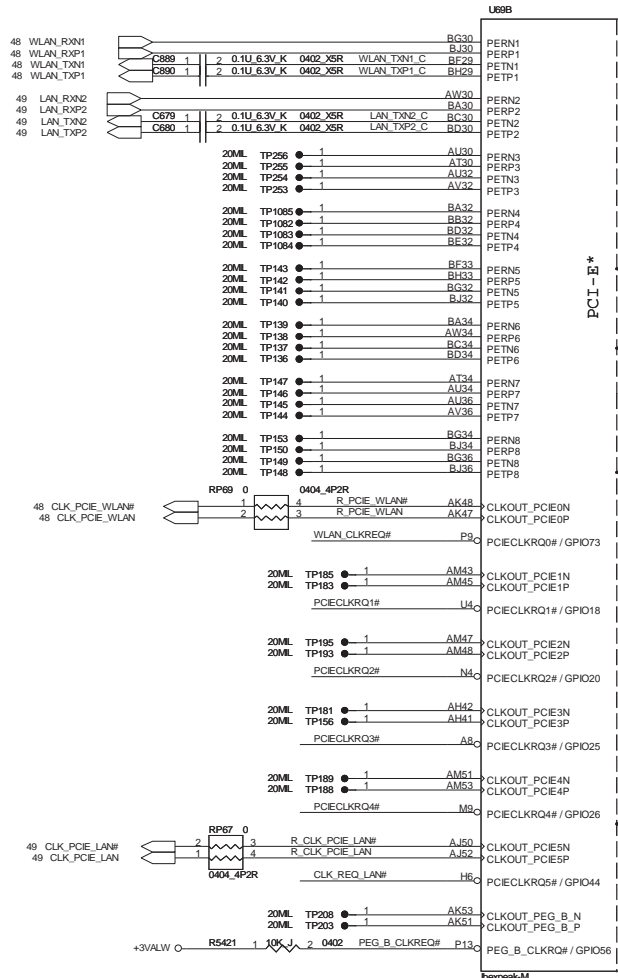 U69B
48 WLAN_RXN1 BG30 PERN1
48 WLAN_RXP1 BJ30 PERP1
48 WLAN_TXN1 C889 1 2 0.1U_6.3V_K 0402_X5R WLAN_TXN1_C BF29 PETN1
48 WLAN_TXP1 C890 1 2 0.1U_6.3V_K 0402_X5R WLAN_TXP1_C BH29 PETP1
49 LAN_RXN2 AW30 PERN2
49 LAN_RXP2 BA30 PERP2
49 LAN_TXN2 C679 1 2 0.1U_6.3V_K 0402_X5R LAN_TXN2_C BC30 PETN2
49 LAN_TXP2 C680 1 2 0.1U_6.3V_K 0402_X5R LAN_TXP2_C BD30 PETP2
20MIL TP256 1 AU30 PERN3
20MIL TP255 1 AT30 PERP3
20MIL TP254 1 AU32 PETN3
20MIL TP253 1 AV32 PETP3
20MIL TP1085 1 BA32 PERN4
20MIL TP1082 1 BB32 PERP4
20MIL TP1083 1 BD32 PETN4
20MIL TP1084 1 BE32 PETP4
PCI-E*
20MIL TP143 1 BF33 PERN5
20MIL TP142 1 BH33 PERP5
20MIL TP141 1 BG32 PETN5
20MIL TP140 1 BJ32 PETP5
20MIL TP139 1 BA34 PERN6
20MIL TP138 1 AW34 PERP6
20MIL TP137 1 BC34 PETN6
20MIL TP136 1 BD34 PETP6
20MIL TP147 1 AT34 PERN7
20MIL TP146 1 AU34 PERP7
20MIL TP145 1 AU36 PETN7
20MIL TP144 1 AV36 PETP7
20MIL TP153 1 BG34 PERN8
20MIL TP150 1 BJ34 PERP8
20MIL TP149 1 BG36 PETN8
20MIL TP148 1 BJ36 PETP8
RP69 0 0404_4P2R
48 CLK_PCIE_WLAN# 1 4 R_PCIE_WLAN# AK48 CLKOUT_PCIE0N
48 CLK_PCIE_WLAN 2 3 R_PCIE_WLAN AK47 CLKOUT_PCIE0P
WLAN_CLKREQ# P9 PCIECLKRQ0# / GPIO73
20MIL TP185 1 AM43 CLKOUT_PCIE1N
20MIL TP183 1 AM45 CLKOUT_PCIE1P
PCIECLKRQ1# U4 PCIECLKRQ1# / GPIO18
20MIL TP195 1 AM47 CLKOUT_PCIE2N
20MIL TP193 1 AM48 CLKOUT_PCIE2P
PCIECLKRQ2# N4 PCIECLKRQ2# / GPIO20
20MIL TP181 1 AH42 CLKOUT_PCIE3N
20MIL TP156 1 AH41 CLKOUT_PCIE3P
PCIECLKRQ3# A8 PCIECLKRQ3# / GPIO25
20MIL TP189 1 AM51 CLKOUT_PCIE4N
20MIL TP188 1 AM53 CLKOUT_PCIE4P
PCIECLKRQ4# M9 PCIECLKRQ4# / GPIO26
RP67 0
49 CLK_PCIE_LAN# 2 3 R_CLK_PCIE_LAN# AJ50 CLKOUT_PCIE5N
49 CLK_PCIE_LAN 1 4 R_CLK_PCIE_LAN AJ52 CLKOUT_PCIE5P
0404_4P2R
CLK_REQ_LAN# H6 PCIECLKRQ5# / GPIO44
20MIL TP208 1 AK53 CLKOUT_PEG_B_N
20MIL TP203 1 AK51 CLKOUT_PEG_B_P
+3VALW R5421 1 10K_J 2 0402 PEG_B_CLKREQ# P13 PEG_B_CLKRQ# / GPIO56
Ibexpeak-M